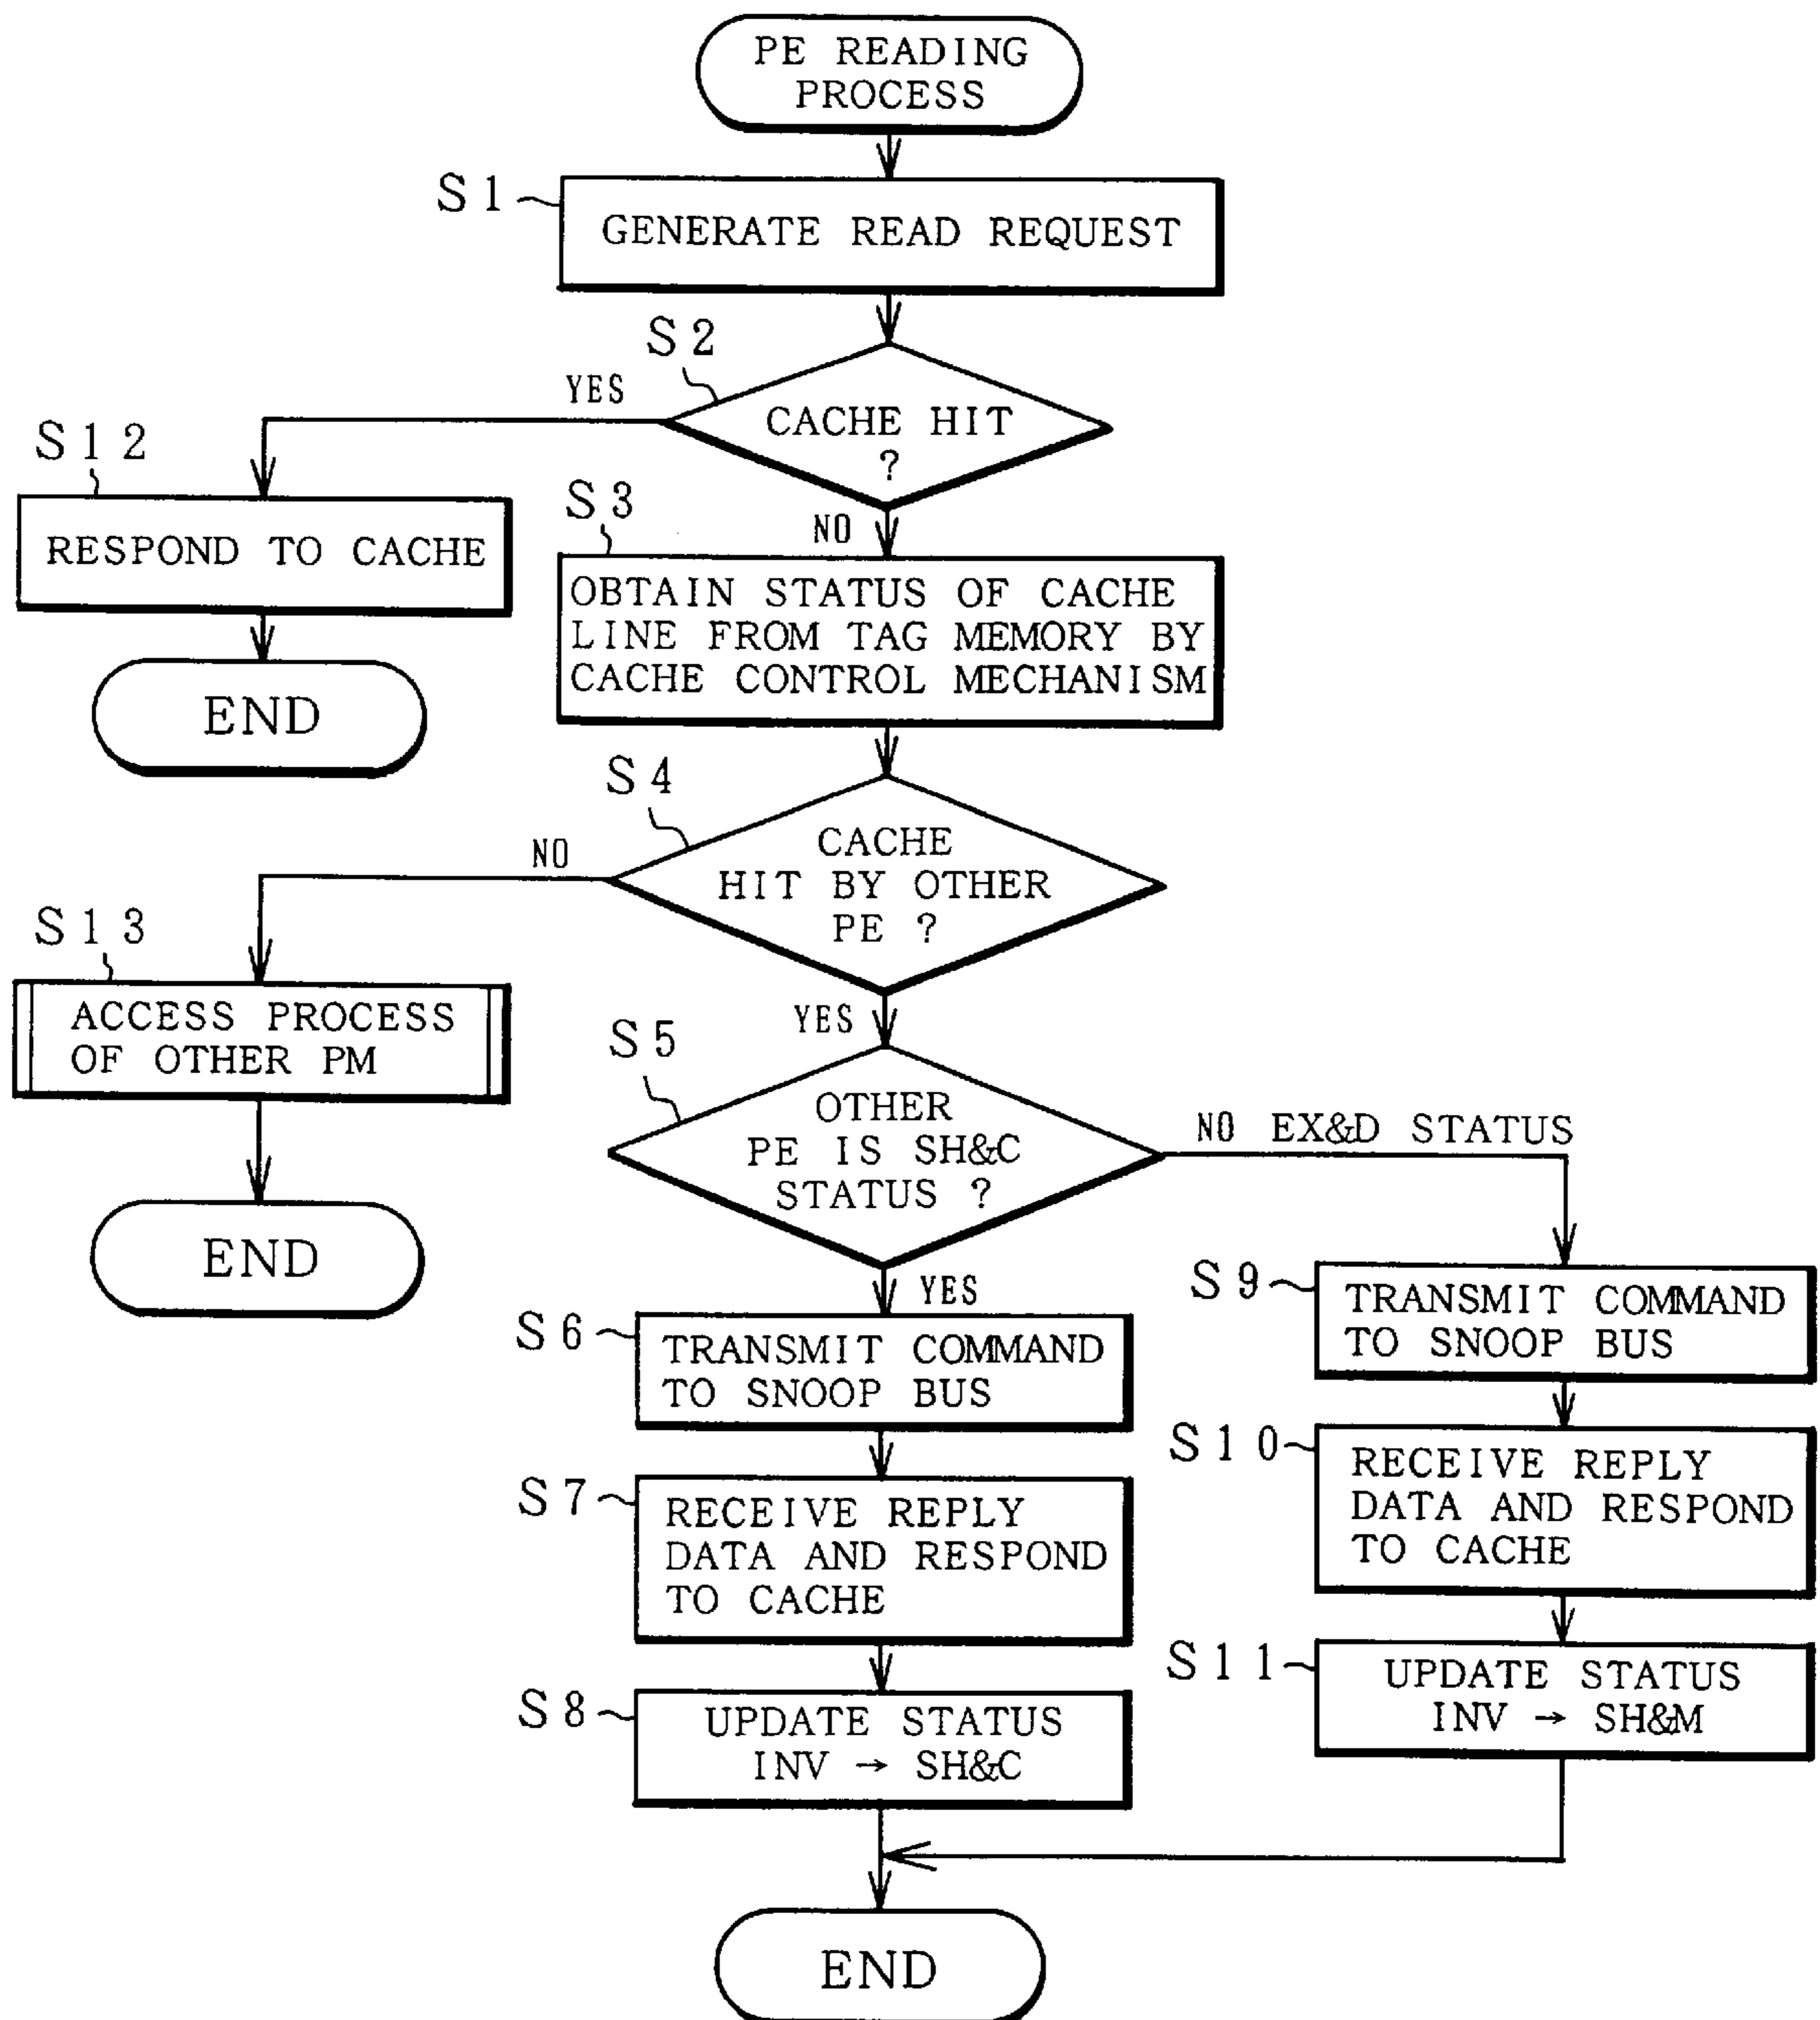 PE READING
PROCESS
S1
GENERATE READ REQUEST
S2
YES
CACHE HIT
?
S12
RESPOND TO CACHE
END
NO
S3
OBTAIN STATUS OF CACHE
LINE FROM TAG MEMORY BY
CACHE CONTROL MECHANISM
S4
NO
CACHE
HIT BY OTHER
PE ?
S13
ACCESS PROCESS
OF OTHER PM
END
YES
S5
OTHER
PE IS SH&C
STATUS ?
NO EX&D STATUS
YES
S6
TRANSMIT COMMAND
TO SNOOP BUS
S7
RECEIVE REPLY
DATA AND RESPOND
TO CACHE
S8
UPDATE STATUS
INV → SH&C
S9
TRANSMIT COMMAND
TO SNOOP BUS
S10
RECEIVE REPLY
DATA AND RESPOND
TO CACHE
S11
UPDATE STATUS
INV → SH&M
END